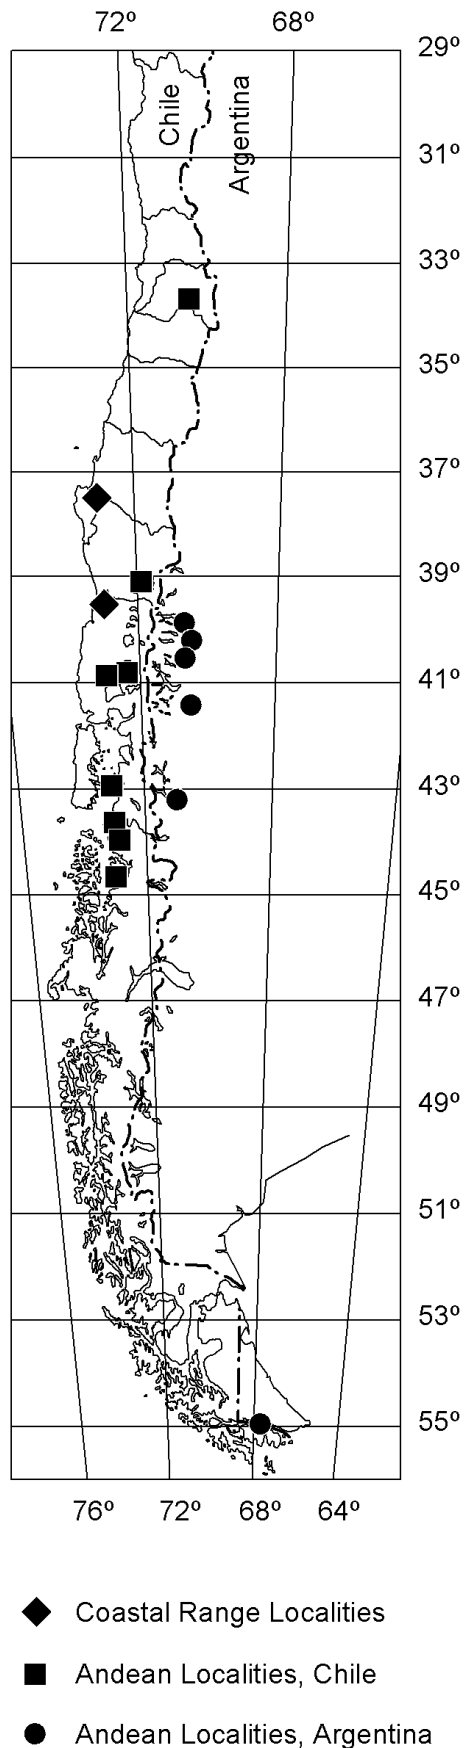 72º 68º
29º
Chile
Argentina
31º
33º
35º
37º
39º
41º
43º
45º
47º
49º
51º
53º
55º
76º 72º 68º 64º
Coastal Range Localities
Andean Localities, Chile
Andean Localities, Argentina